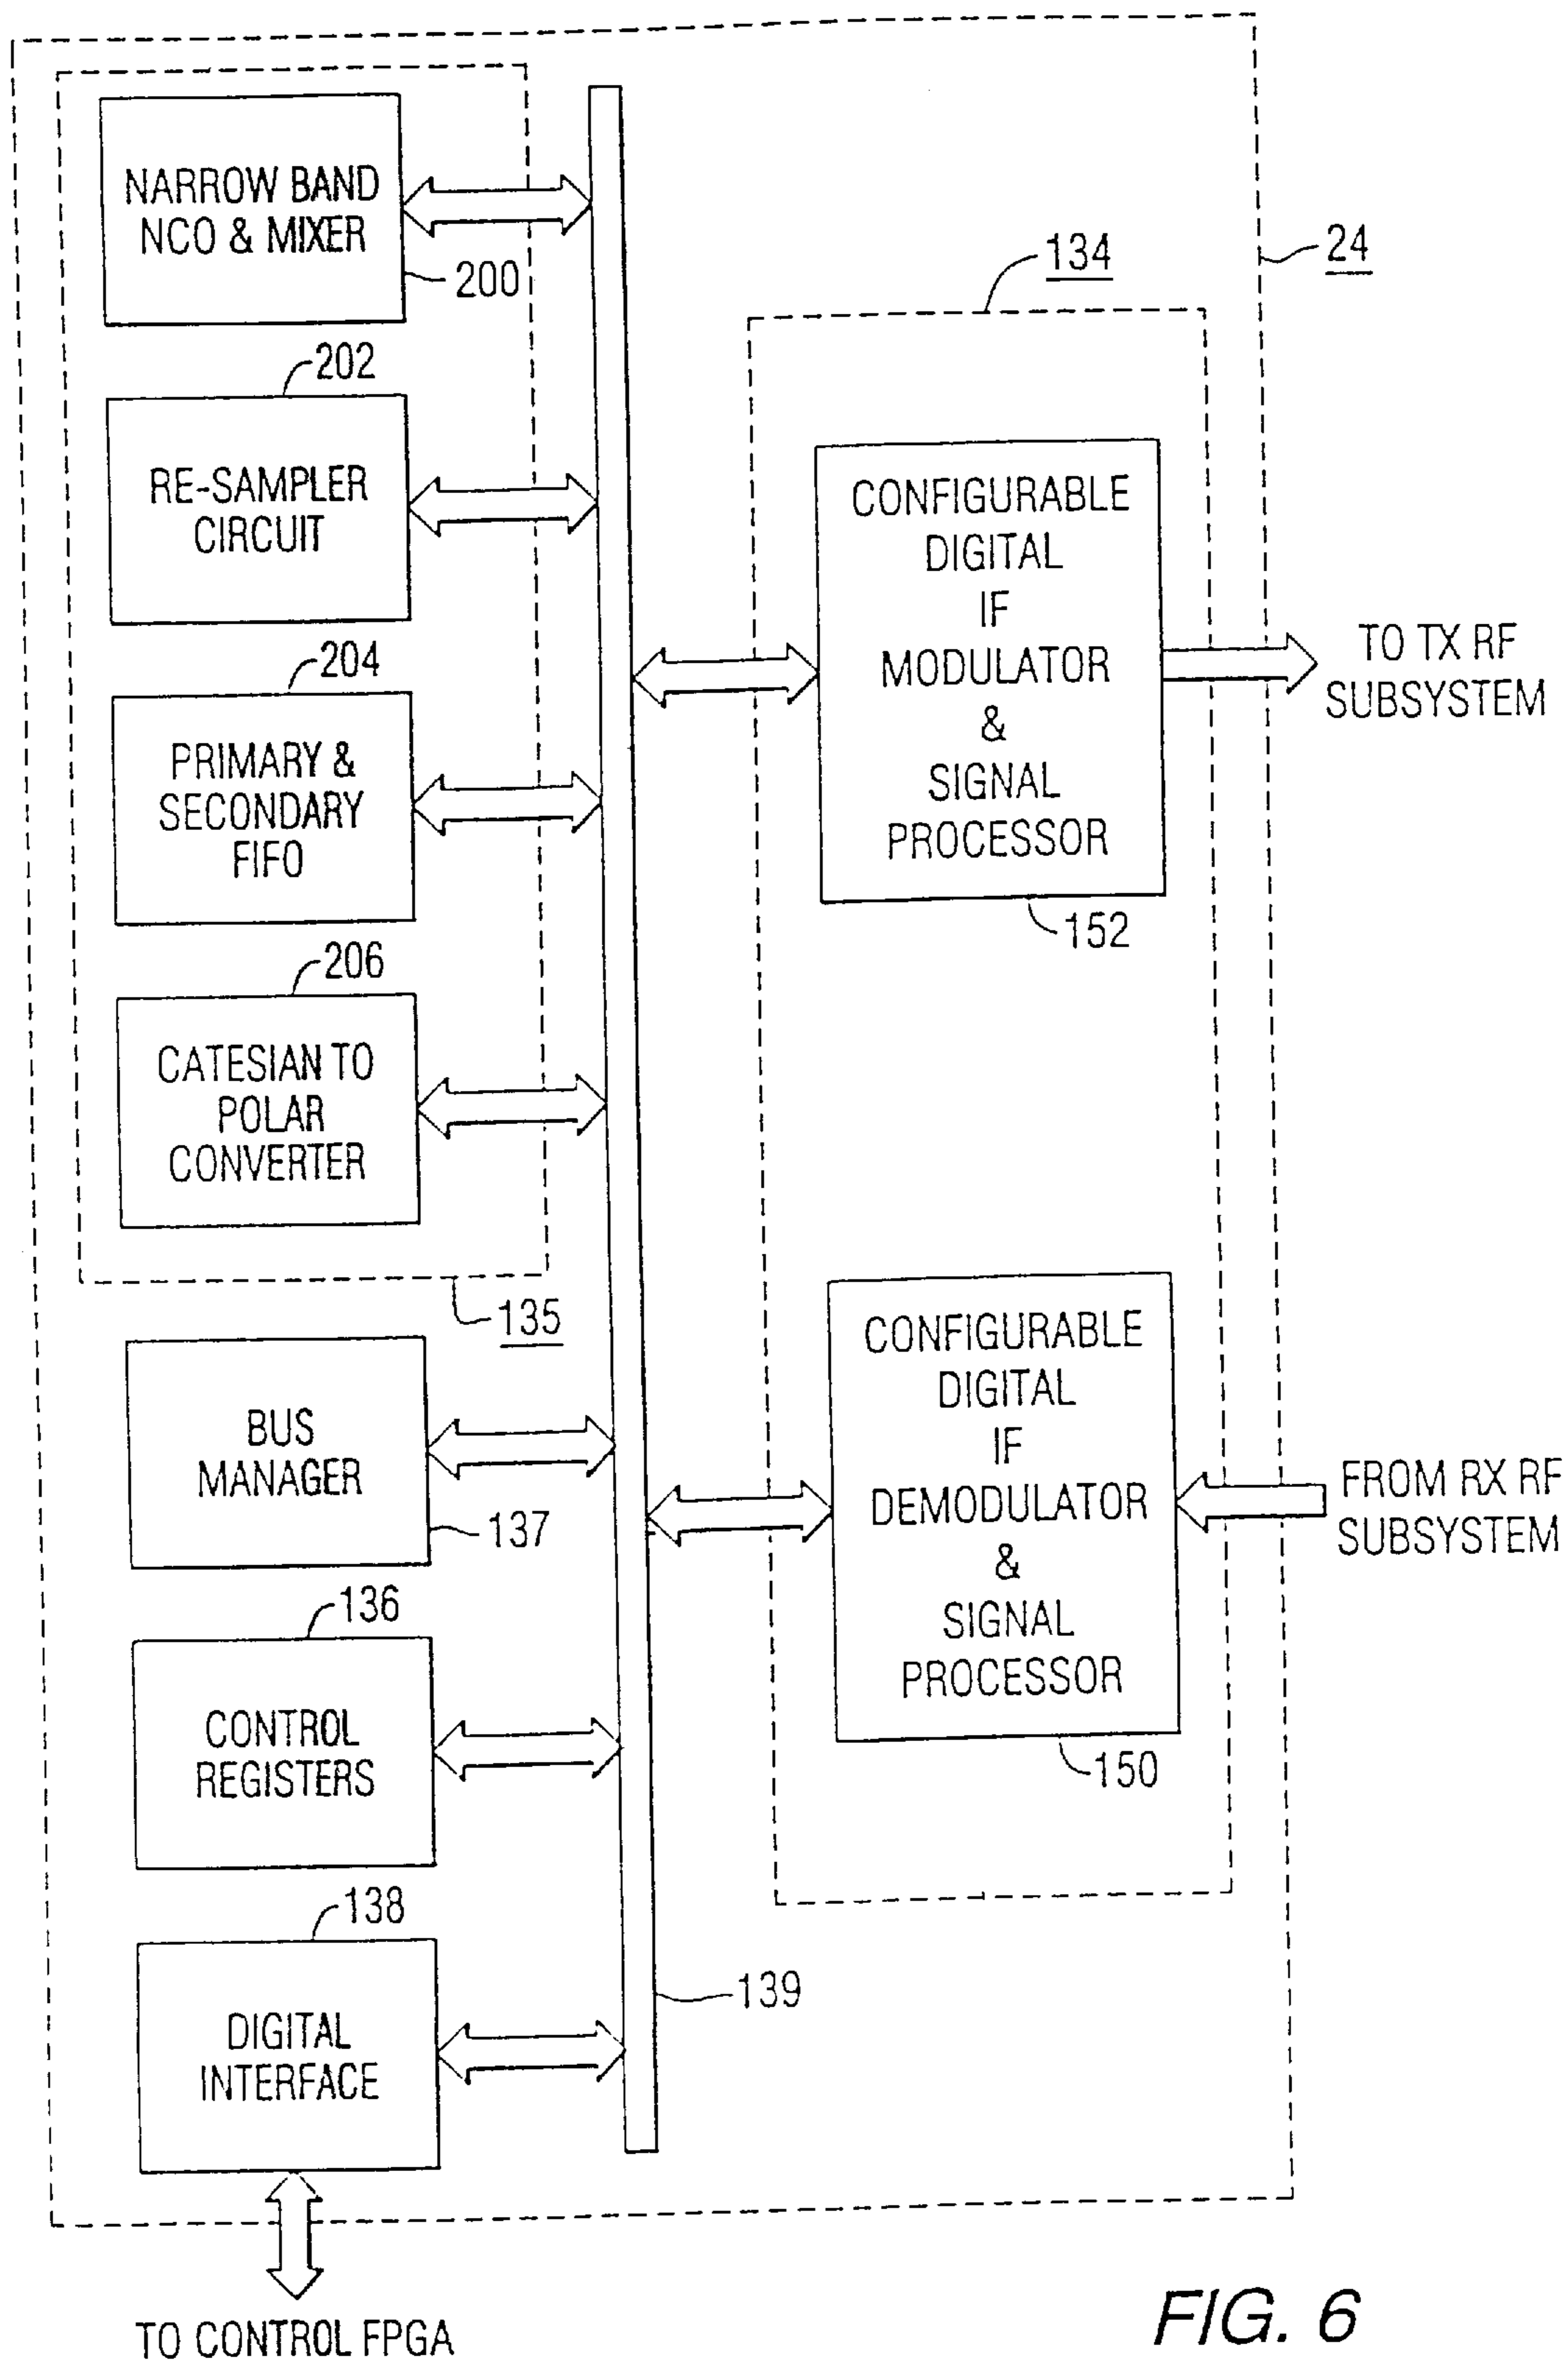 NARROW BAND
NCO & MIXER
200
202
RE-SAMPLER
CIRCUIT
204
PRIMARY &
SECONDARY
FIFO
206
CATESIAN TO
POLAR
CONVERTER
135
BUS
MANAGER
137
136
CONTROL
REGISTERS
138
DIGITAL
INTERFACE
TO CONTROL FPGA
139
134
24
CONFIGURABLE
DIGITAL
IF
MODULATOR
&
SIGNAL
PROCESSOR
152
TO TX RF
SUBSYSTEM
CONFIGURABLE
DIGITAL
IF
DEMODULATOR
&
SIGNAL
PROCESSOR
150
FROM RX RF
SUBSYSTEM
FIG. 6